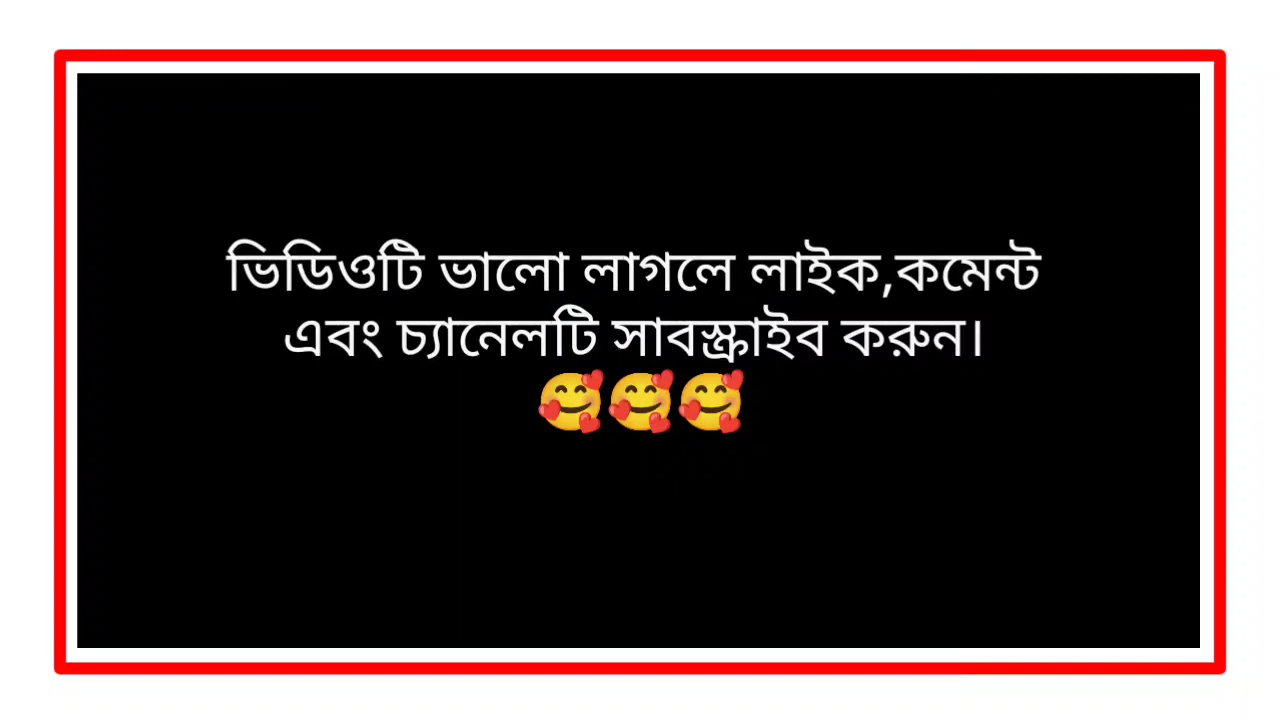 ভিডিওটি ভালো লাগলে লাইক,কমেন্ট
এবং চ্যানেলটি সাবস্ক্রাইব করুন।
🥰🥰🥰